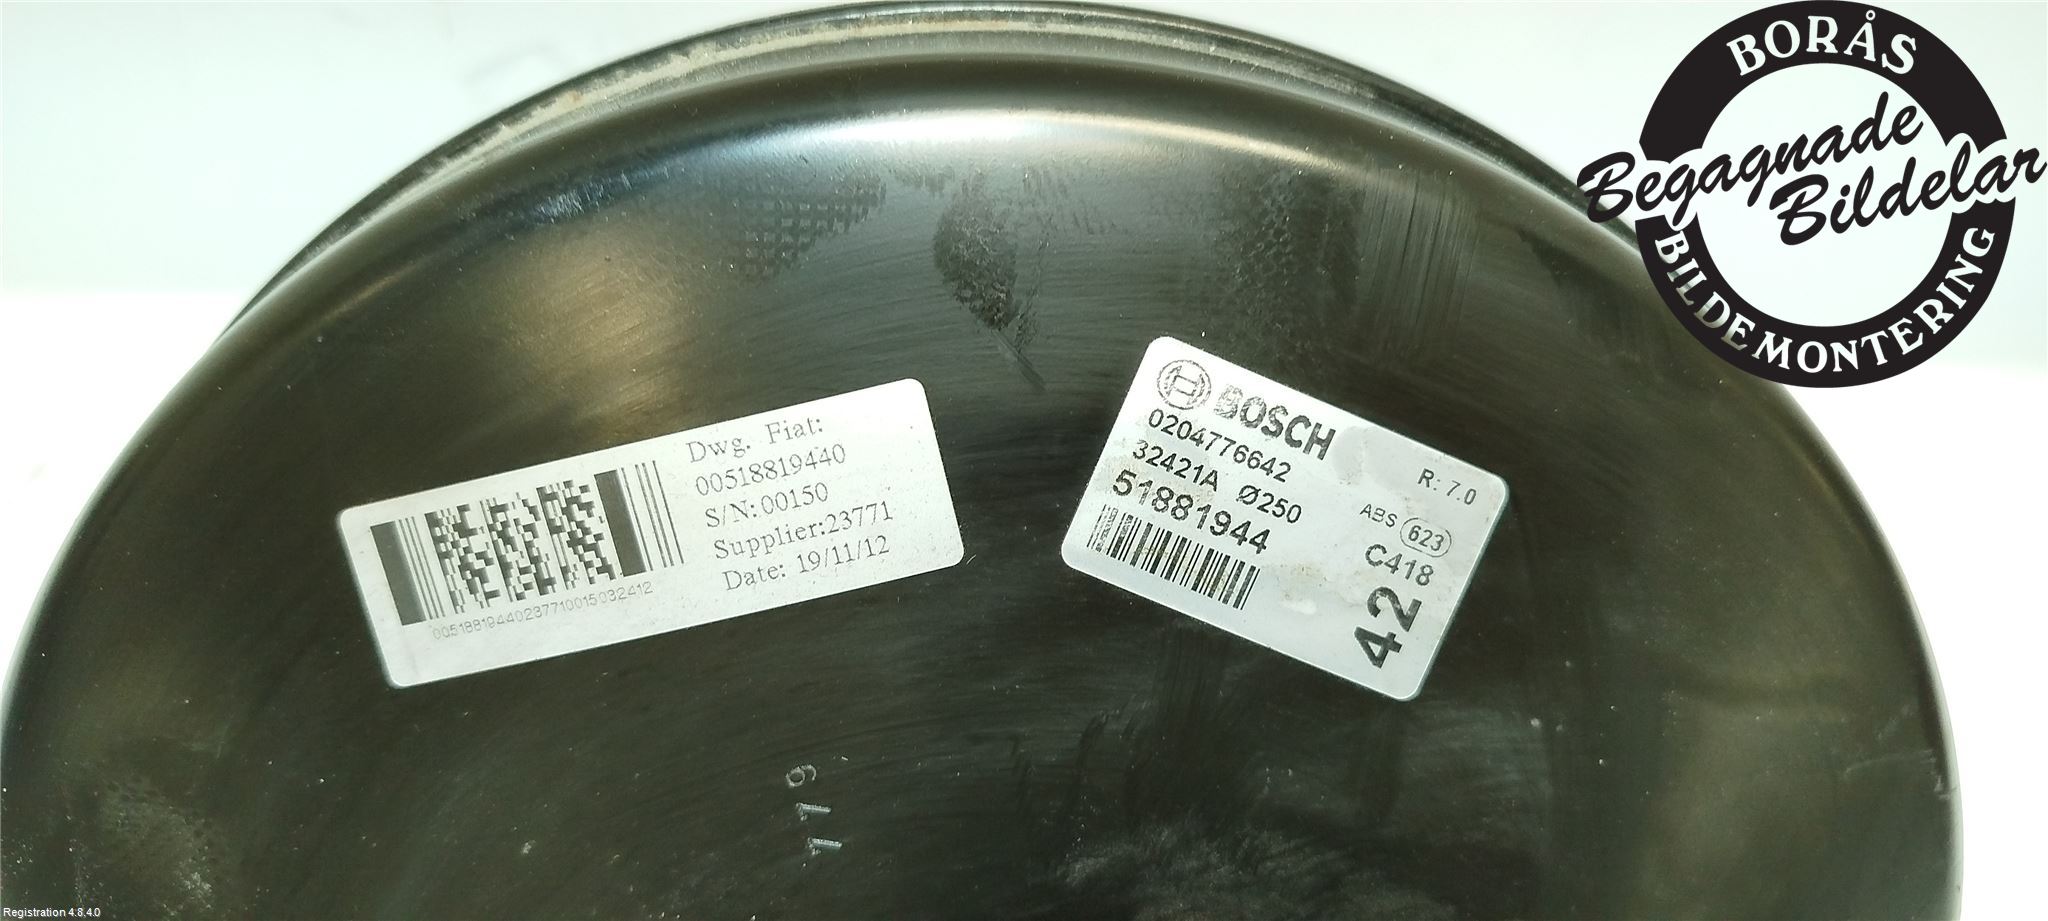 BORÅS
Begagnade
Bildelar
BILDEMONTERING
Dwg. Fiat:
00518819440
S/N:00150
Supplier:23771
Date: 19/11/12
00518819440237710015032412
BOSCH
0204776642
32421A Ø250
51881944
R: 7.0
ABS 623
C418
42
119
Registration 4.8.4.0